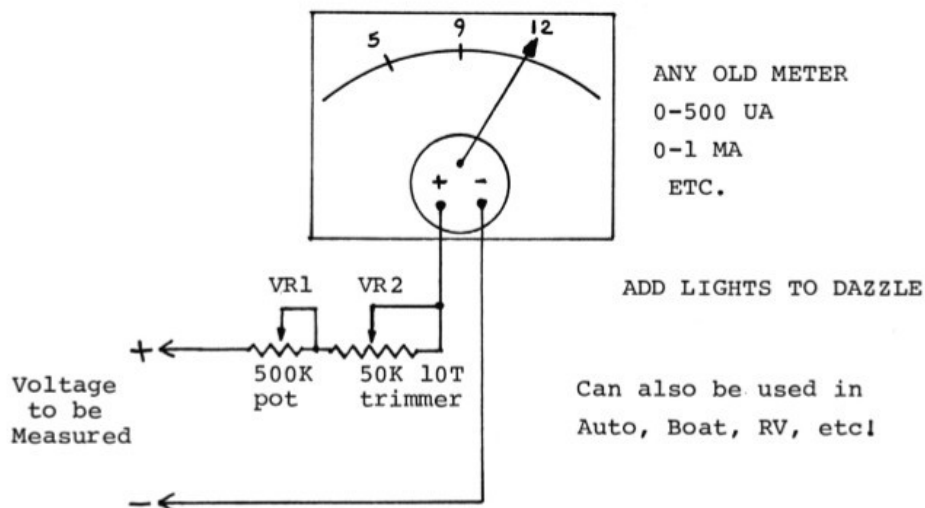 5 9 12
ANY OLD METER
0-500 UA
0-1 MA
ETC.
+ -
ADD LIGHTS TO DAZZLE
VR1 VR2
+
500K 50K 10T
pot trimmer
Voltage
to be
Measured
Can also be used in
Auto, Boat, RV, etc!
-